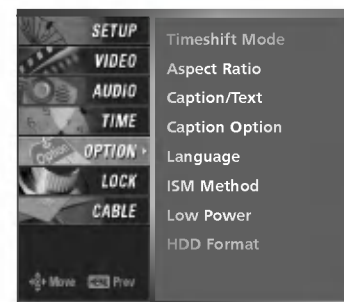 SETUP
VIDEO
AUDIO
TIME
OPTION
LOCK
CABLE
Move MENU Prev
Timeshift Mode
Aspect Ratio
Caption/Text
Caption Option
Language
ISM Method
Low Power
HDD Format